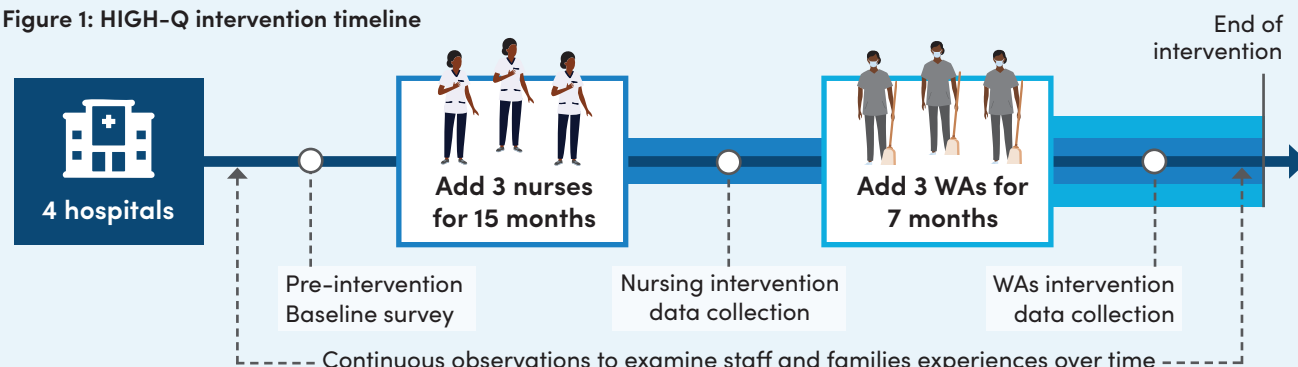 Figure 1: HIGH-Q intervention timeline
End of
intervention
4 hospitals
Add 3 nurses
for 15 months
Add 3 WAs for
7 months
Pre-intervention
Baseline survey
Nursing intervention
data collection
WAs intervention
data collection
Continuous observations to examine staff and families experiences over time